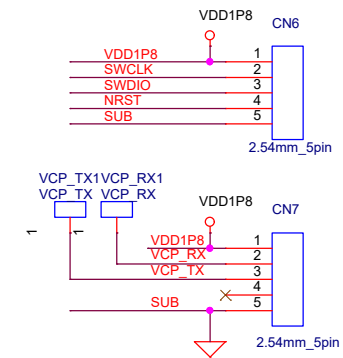 VDD1P8
CN6
VDD1P8 1
SWCLK 2
SWDIO 3
NRST 4
SUB 5
2.54mm_5pin
VCP_TX1 VCP_RX1
VCP_TX VCP_RX
VDD1P8
CN7
1 1
VDD1P8 1
VCP_RX 2
VCP_TX 3
4
SUB 5
2.54mm_5pin